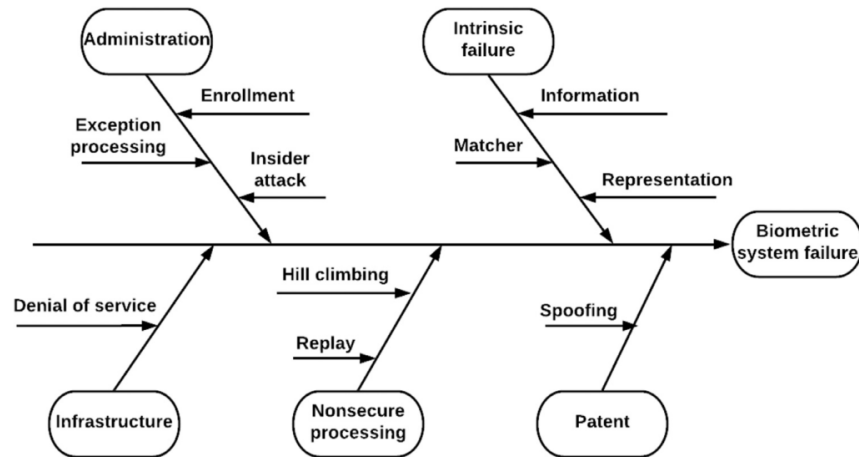 Administration
Intrinsic
failure
Enrollment
Exception
processing
Insider
attack
Information
Matcher
Representation
Biometric
system failure
Hill climbing
Denial of service
Spoofing
Replay
Infrastructure
Nonsecure
processing
Patent